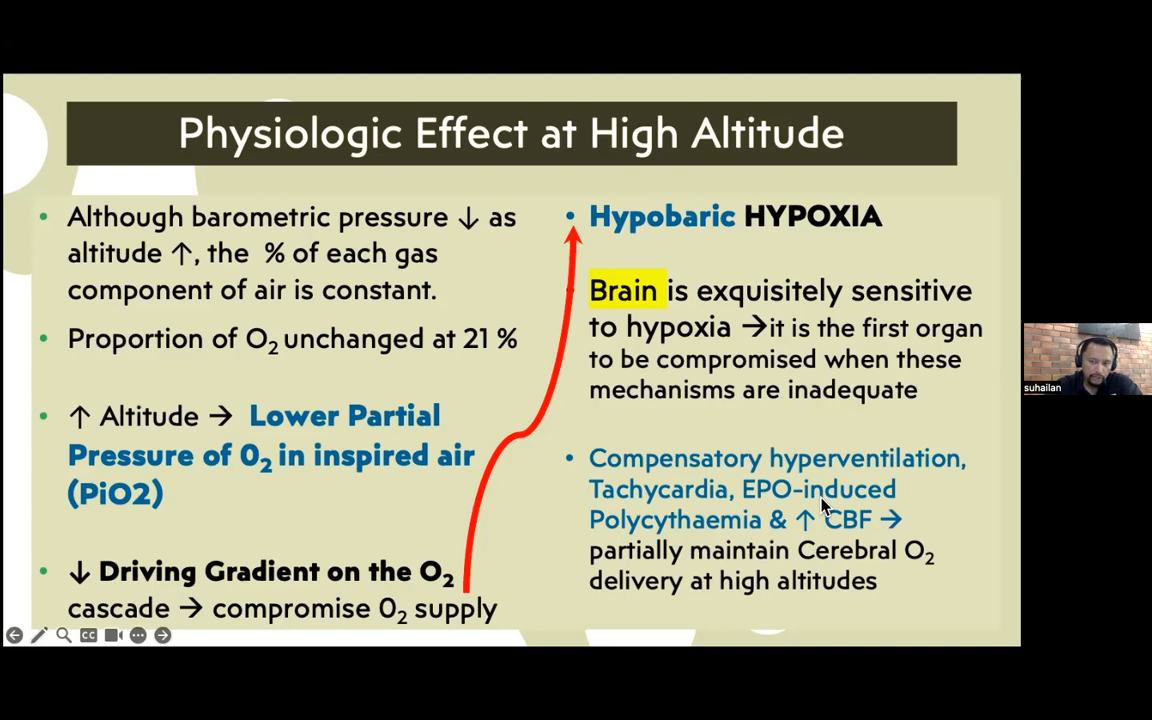 Physiologic Effect at High Altitude
• Although barometric pressure ↓ as
altitude ↑, the % of each gas
component of air is constant.
• Proportion of O₂ unchanged at 21 %
• ↑ Altitude → Lower Partial
Pressure of 0₂ in inspired air
(PiO2)
• ↓ Driving Gradient on the O₂
cascade → compromise 0₂ supply
• Hypobaric HYPOXIA
• Brain is exquisitely sensitive
to hypoxia →it is the first organ
to be compromised when these
mechanisms are inadequate
• Compensatory hyperventilation,
Tachycardia, EPO-induced
Polycythaemia & ↑ CBF →
partially maintain Cerebral O₂
delivery at high altitudes
CC
suhailan